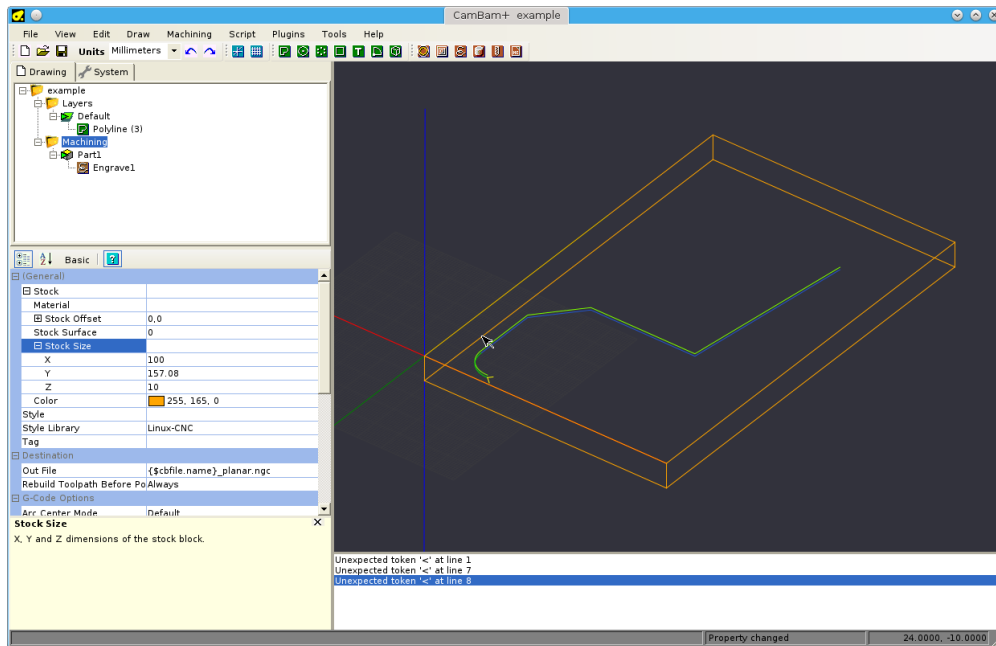 CamBam+ example
File View Edit Draw Machining Script Plugins Tools Help
Units Millimeters
Drawing System
example
Layers
Default
Polyline (3)
Machining
Part1
Engrave1
Basic
(General)
Stock
Material
Stock Offset 0,0
Stock Surface 0
Stock Size
X 100
Y 157.08
Z 10
Color 255, 165, 0
Style
Style Library Linux-CNC
Tag
Destination
Out File {$cbfile.name}_planar.ngc
Rebuild Toolpath Before Po Always
G-Code Options
Arc Center Mode Default
Stock Size
X, Y and Z dimensions of the stock block.
Unexpected token '<' at line 1
Unexpected token '<' at line 7
Unexpected token '<' at line 8
Property changed 24.0000, -10.0000